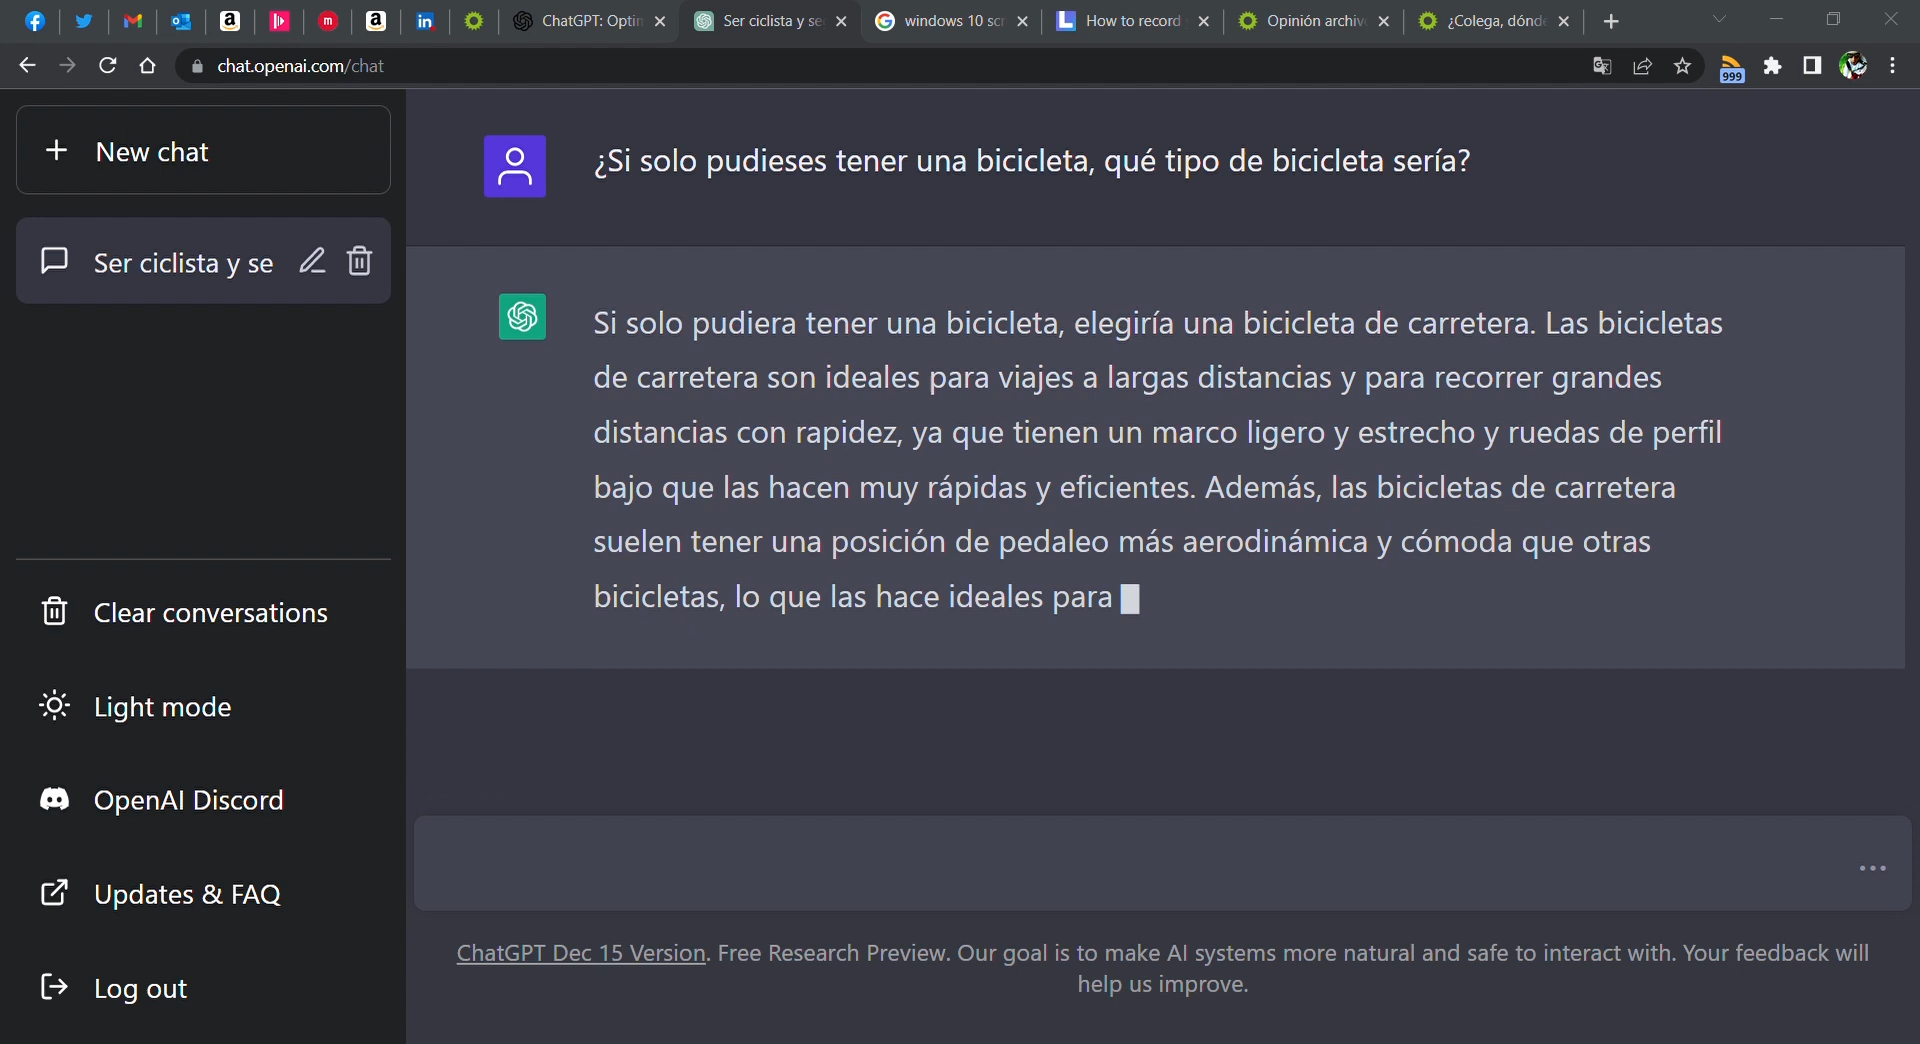 ChatGPT: Optin
Ser ciclista y se
windows 10 scr
How to record
Opinión archiv
¿Colega, dónde
chat.openai.com/chat
999
New chat
Ser ciclista y se
Clear conversations
Light mode
OpenAI Discord
Updates & FAQ
Log out
¿Si solo pudieses tener una bicicleta, qué tipo de bicicleta sería?
Si solo pudiera tener una bicicleta, elegiría una bicicleta de carretera. Las bicicletas
de carretera son ideales para viajes a largas distancias y para recorrer grandes
distancias con rapidez, ya que tienen un marco ligero y estrecho y ruedas de perfil
bajo que las hacen muy rápidas y eficientes. Además, las bicicletas de carretera
suelen tener una posición de pedaleo más aerodinámica y cómoda que otras
bicicletas, lo que las hace ideales para
ChatGPT Dec 15 Version. Free Research Preview. Our goal is to make AI systems more natural and safe to interact with. Your feedback will
help us improve.